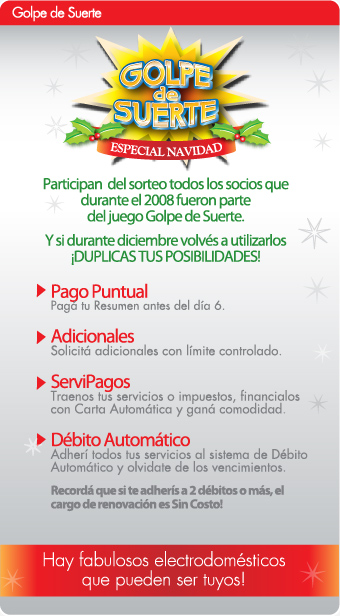 Golpe de Suerte
GOLPE
de
SUERTE
ESPECIAL NAVIDAD
Participan del sorteo todos los socios que
durante el 2008 fueron parte
del juego Golpe de Suerte.
Y si durante diciembre volvés a utilizarlos
¡DUPLICAS TUS POSIBILIDADES!
Pago Puntual
Pagá tu Resumen antes del día 6.
Adicionales
Solicitá adicionales con límite controlado.
ServiPagos
Traenos tus servicios o impuestos, financialos
con Carta Automática y ganá comodidad.
Débito Automático
Adherí todos tus servicios al sistema de Débito
Automático y olvidate de los vencimientos.
Recordá que si te adherís a 2 débitos o más, el
cargo de renovación es Sin Costo!
Hay fabulosos electrodomésticos
que pueden ser tuyos!